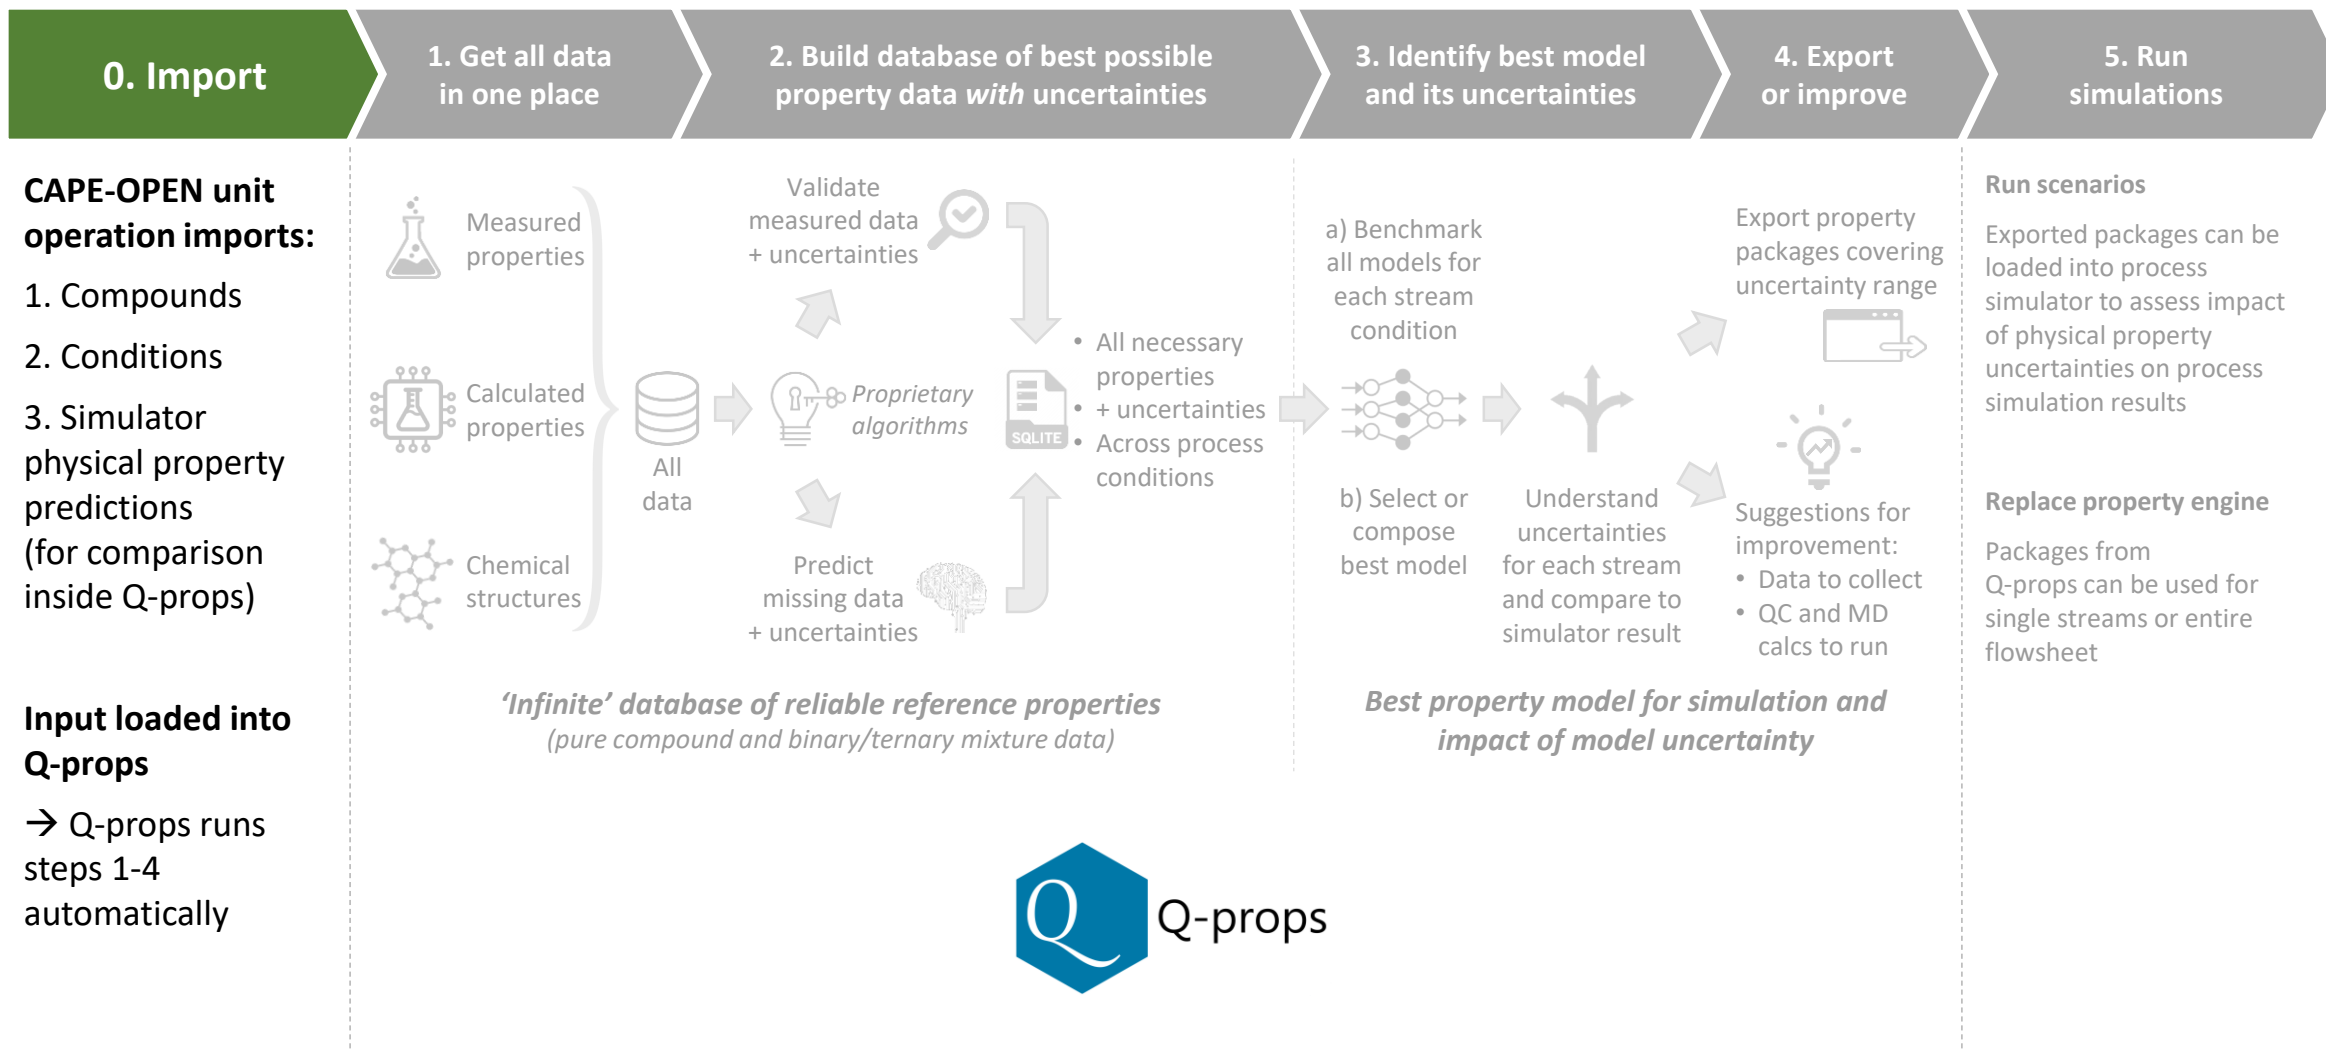 0. Import
1. Get all data
in one place
2. Build database of best possible
property data with uncertainties
3. Identify best model
and its uncertainties
4. Export
or improve
5. Run
simulations
CAPE-OPEN unit
operation imports:
1. Compounds
2. Conditions
3. Simulator
physical property
predictions
(for comparison
inside Q-props)
Input loaded into
Q-props
→ Q-props runs
steps 1-4
automatically
Measured
properties
Calculated
properties
Chemical
structures
All
data
Validate
measured data
+ uncertainties
Proprietary
algorithms
Predict
missing data
+ uncertainties
SQLITE
• All necessary
properties
• + uncertainties
• Across process
conditions
‘Infinite’ database of reliable reference properties
(pure compound and binary/ternary mixture data)
a) Benchmark
all models for
each stream
condition
b) Select or
compose
best model
Understand
uncertainties
for each stream
and compare to
simulator result
Export property
packages covering
uncertainty range
Suggestions for
improvement:
• Data to collect
• QC and MD
calcs to run
Best property model for simulation and
impact of model uncertainty
Run scenarios
Exported packages can be
loaded into process
simulator to assess impact
of physical property
uncertainties on process
simulation results
Replace property engine
Packages from
Q-props can be used for
single streams or entire
flowsheet
Q
Q-props